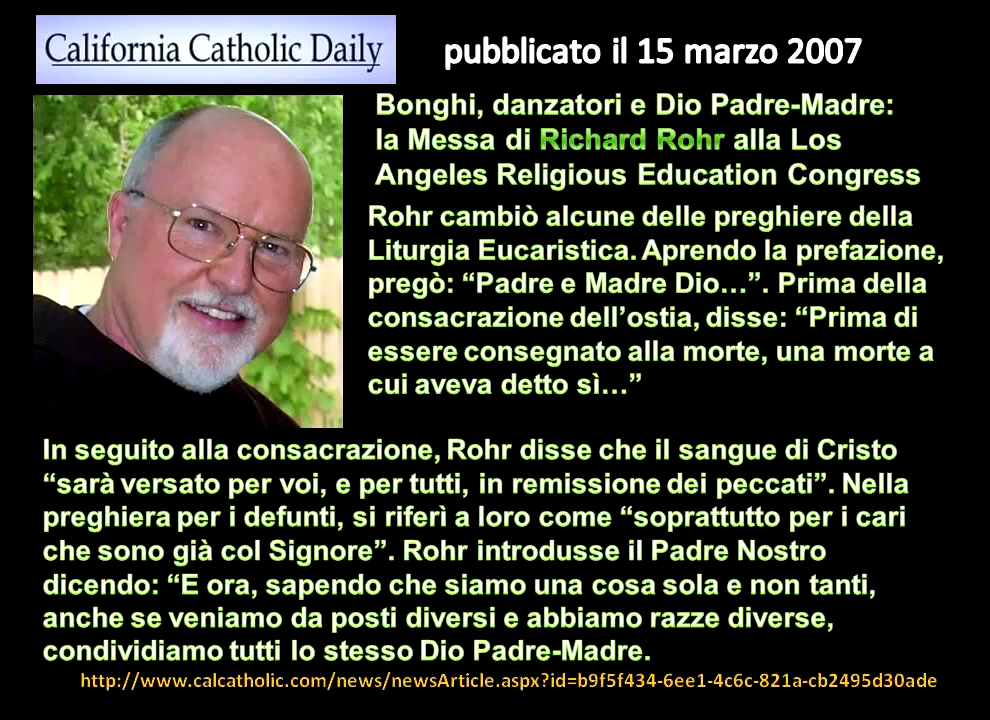 California Catholic Daily
pubblicato il 15 marzo 2007
Bonghi, danzatori e Dio Padre-Madre:
la Messa di Richard Rohr alla Los
Angeles Religious Education Congress
Rohr cambiò alcune delle preghiere della
Liturgia Eucaristica. Aprendo la prefazione,
pregò: “Padre e Madre Dio…”. Prima della
consacrazione dell’ostia, disse: “Prima di
essere consegnato alla morte, una morte a
cui aveva detto sì…”
In seguito alla consacrazione, Rohr disse che il sangue di Cristo
“sarà versato per voi, e per tutti, in remissione dei peccati”. Nella
preghiera per i defunti, si riferì a loro come “soprattutto per i cari
che sono già col Signore”. Rohr introdusse il Padre Nostro
dicendo: “E ora, sapendo che siamo una cosa sola e non tanti,
anche se veniamo da posti diversi e abbiamo razze diverse,
condividiamo tutti lo stesso Dio Padre-Madre.
http://www.calcatholic.com/news/newsArticle.aspx?id=b9f5f434-6ee1-4c6c-821a-cb2495d30ade